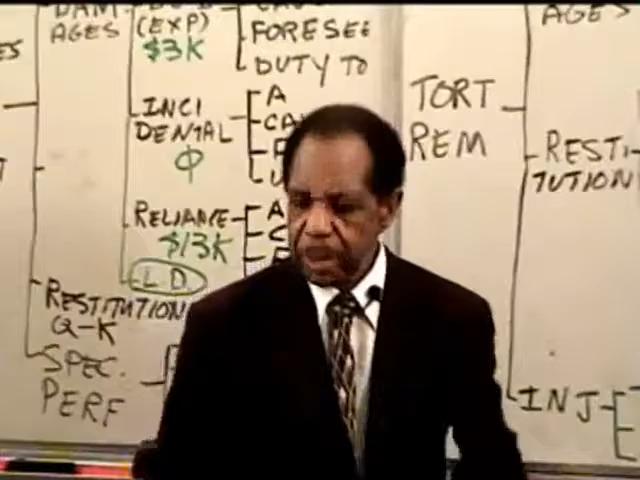 DAM
AGES
(EXP)
$3K
FORESEE
DUTY TO
INCI
DENTAL
A
CA
φ
RELIANCE
A
C
$13K
L.D.
RESTITUTION
Q-K
SPEC.
PERF
TORT
REM
AGES
RESTI
TUTION
INJ